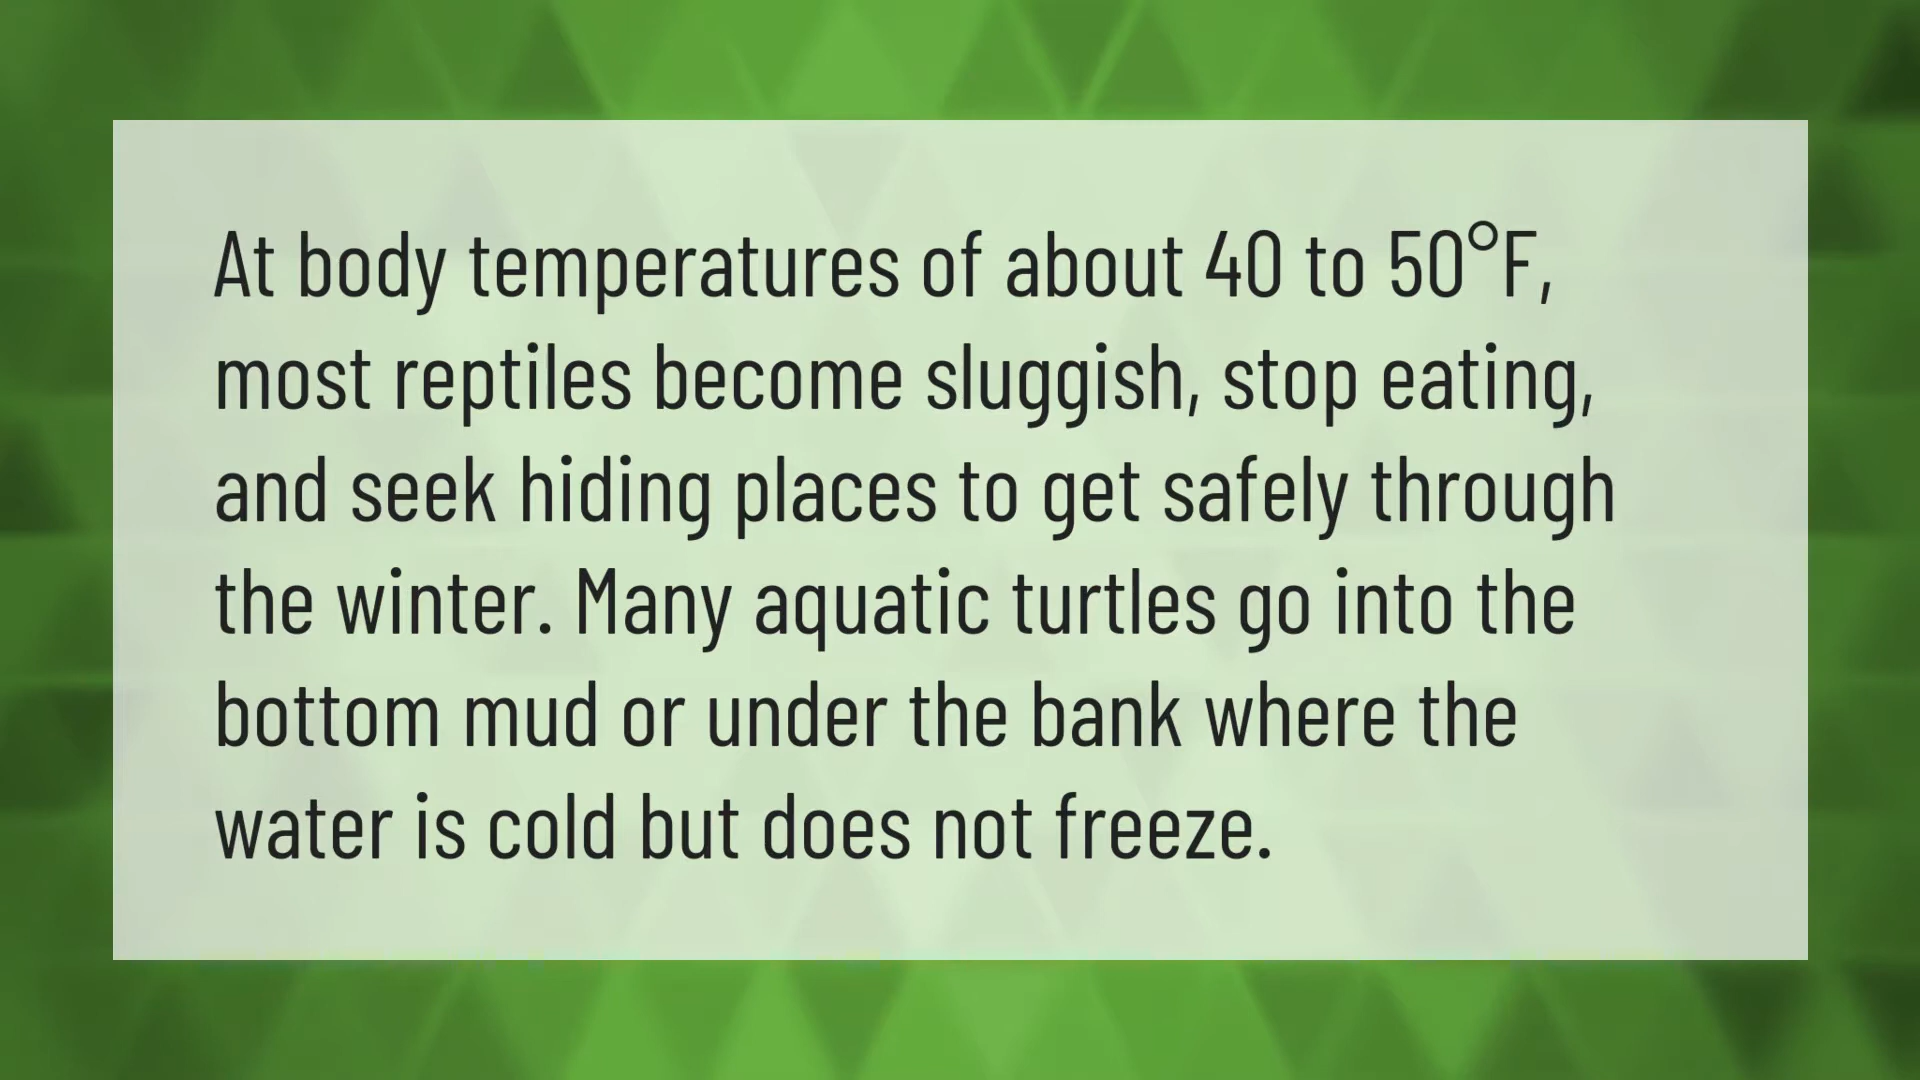 At body temperatures of about 40 to 50°F,
most reptiles become sluggish, stop eating,
and seek hiding places to get safely through
the winter. Many aquatic turtles go into the
bottom mud or under the bank where the
water is cold but does not freeze.